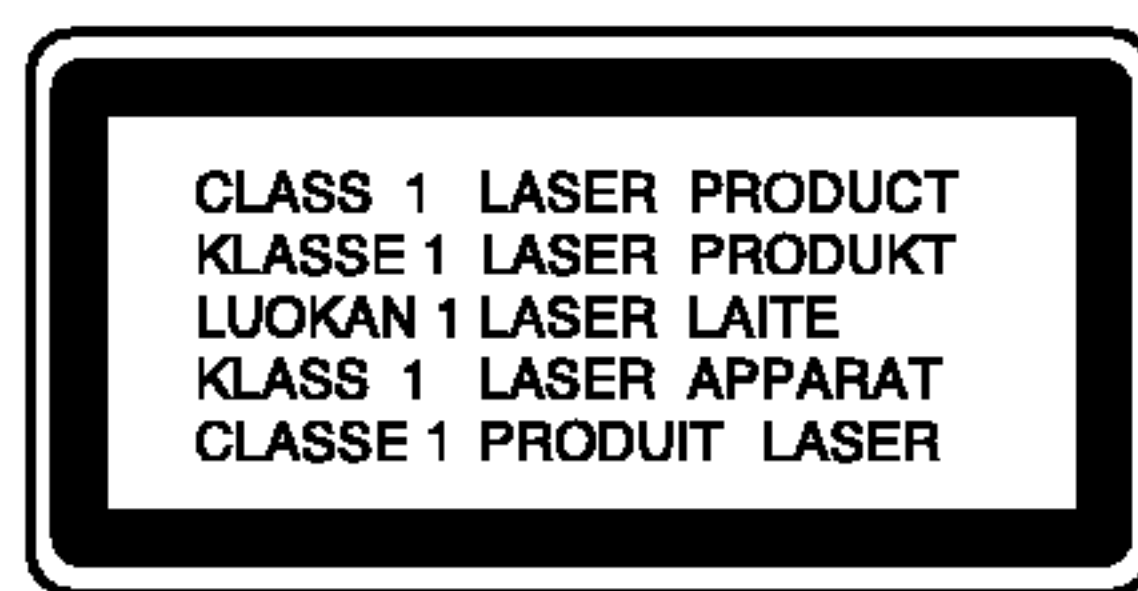 CLASS 1 LASER PRODUCT
KLASSE 1 LASER PRODUKT
LUOKAN 1 LASER LAITE
KLASS 1 LASER APPARAT
CLASSE 1 PRODUIT LASER